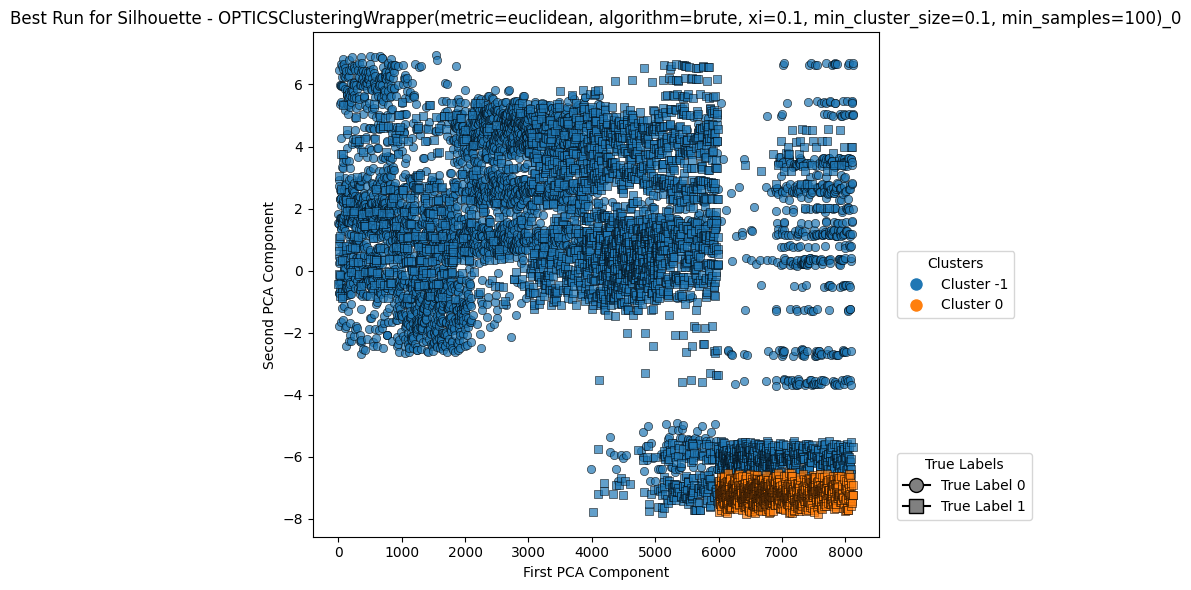 Best Run for Silhouette - OPTICSClusteringWrapper(metric=euclidean, algorithm=brute, xi=0.1, min_cluster_size=0.1, min_samples=100)_0
6
4
2
0
−2
−4
−6
−8
Second PCA Component
0 1000 2000 3000 4000 5000 6000 7000 8000
First PCA Component
Clusters
Cluster -1
Cluster 0
True Labels
True Label 0
True Label 1